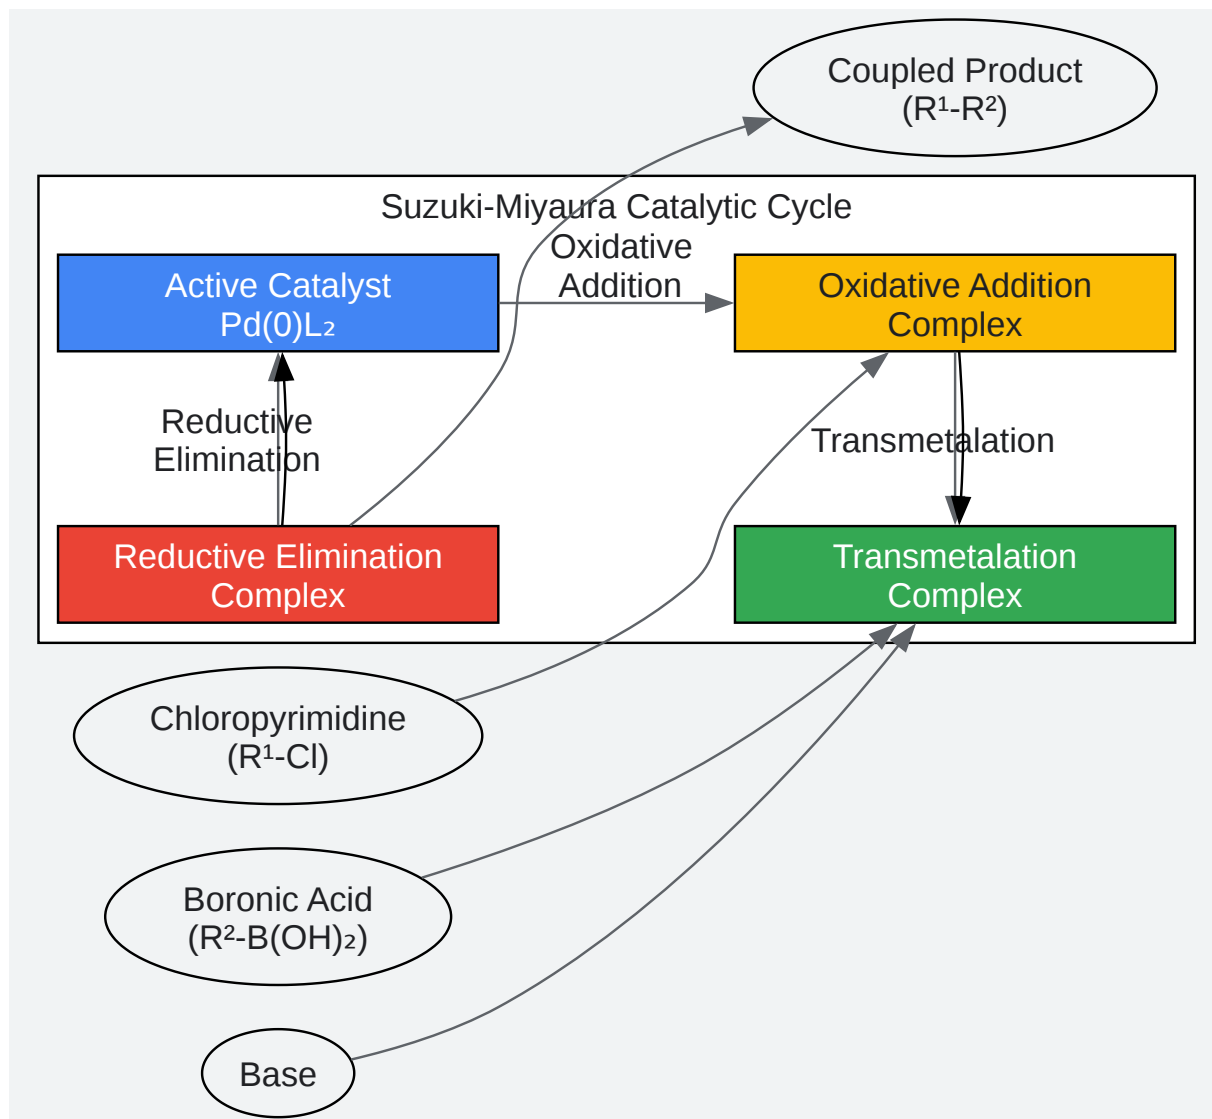 Coupled Product
(R¹-R²)
Suzuki-Miyaura Catalytic Cycle
Oxidative
Addition
Active Catalyst
Pd(0)L₂
Oxidative Addition
Complex
Reductive
Elimination
Transmetalation
Reductive Elimination
Complex
Transmetalation
Complex
Chloropyrimidine
(R¹-Cl)
Boronic Acid
(R²-B(OH)₂)
Base